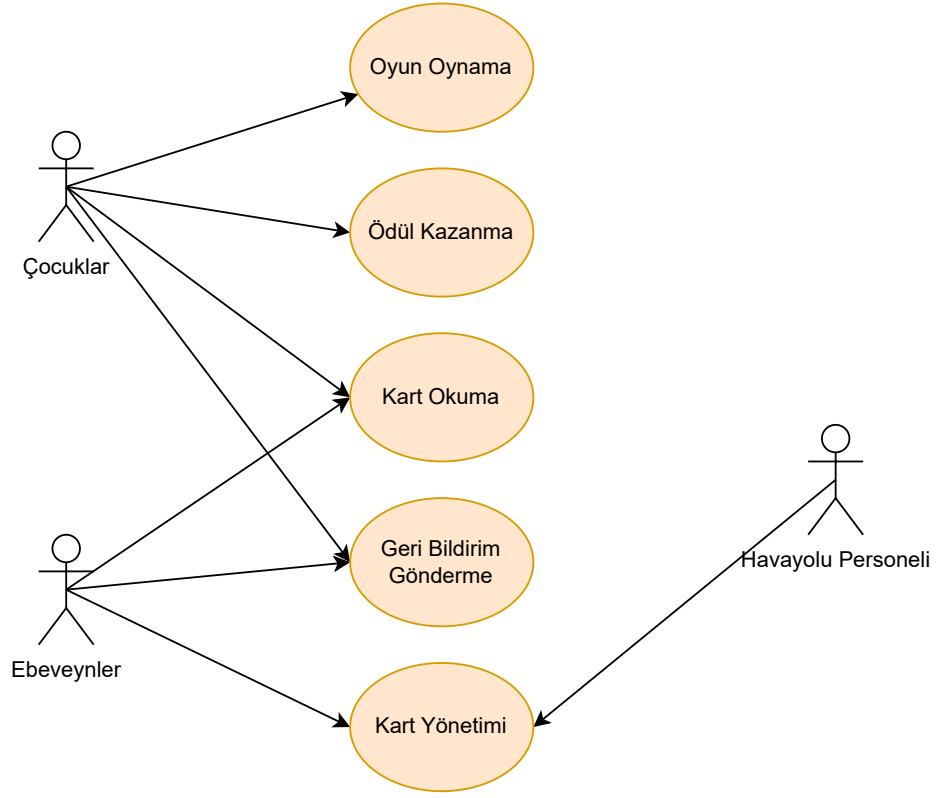 Oyun Oynama
Ödül Kazanma
Çocuklar
Kart Okuma
Geri Bildirim
Gönderme
Havayolu Personeli
Ebeveynler
Kart Yönetimi